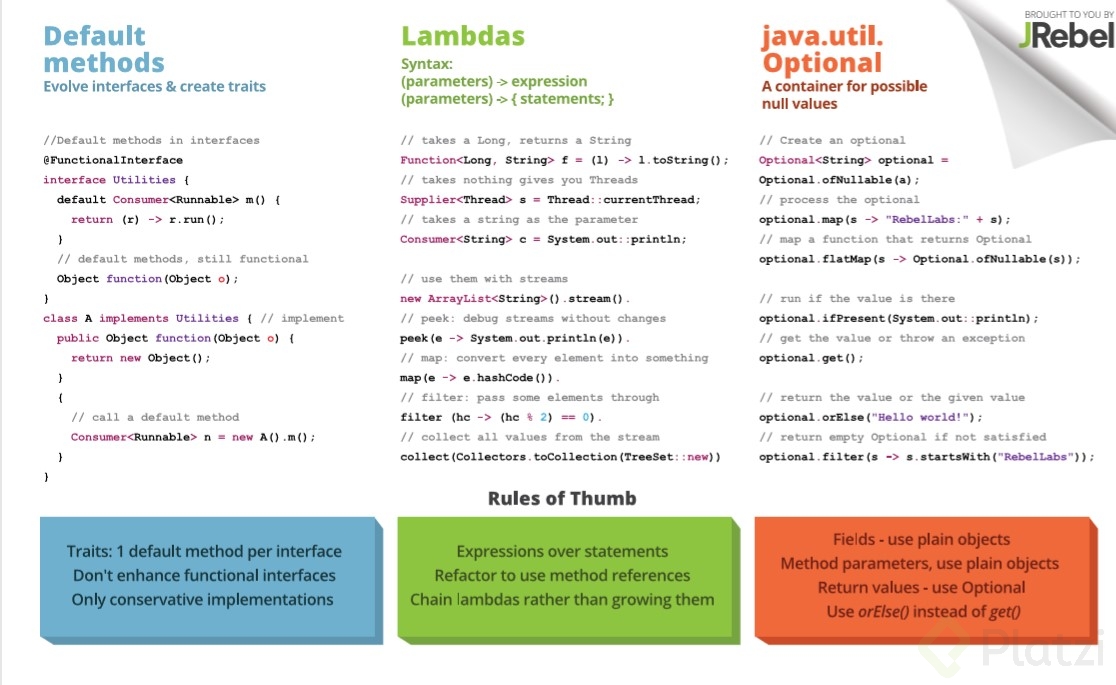 BROUGHT TO YOU BY
JRebel
Default
methods
Evolve interfaces & create traits
//Default methods in interfaces
@FunctionalInterface
interface Utilities {
default Consumer<Runnable> m() {
return (r) -> r.run();
}
// default methods, still functional
Object function(Object o);
}
class A implements Utilities { // implement
public Object function(Object o) {
return new Object();
}
{
// call a default method
Consumer<Runnable> n = new A().m();
}
}
Lambdas
Syntax:
(parameters) -> expression
(parameters) -> { statements; }
// takes a Long, returns a String
Function<Long, String> f = (l) -> l.toString();
// takes nothing gives you Threads
Supplier<Thread> s = Thread::currentThread;
// takes a string as the parameter
Consumer<String> c = System.out::println;
// use them with streams
new ArrayList<String>().stream().
// peek: debug streams without changes
peek(e -> System.out.println(e)).
// map: convert every element into something
map(e -> e.hashCode()).
// filter: pass some elements through
filter (hc -> (hc % 2) == 0).
// collect all values from the stream
collect(Collectors.toCollection(TreeSet::new))
java.util.
Optional
A container for possible
null values
// Create an optional
Optional<String> optional =
Optional.ofNullable(a);
// process the optional
optional.map(s -> "RebelLabs:" + s);
// map a function that returns Optional
optional.flatMap(s -> Optional.ofNullable(s));
// run if the value is there
optional.ifPresent(System.out::println);
// get the value or throw an exception
optional.get();
// return the value or the given value
optional.orElse("Hello world!");
// return empty Optional if not satisfied
optional.filter(s -> s.startsWith("RebelLabs"));
Rules of Thumb
Traits: 1 default method per interface
Don't enhance functional interfaces
Only conservative implementations
Expressions over statements
Refactor to use method references
Chain lambdas rather than growing them
Fields - use plain objects
Method parameters, use plain objects
Return values - use Optional
Use orElse() instead of get()
Platzi